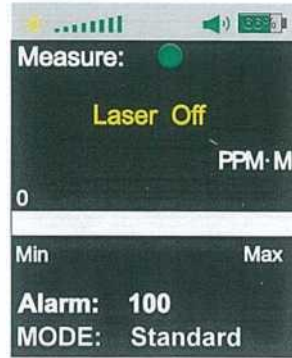 Measure:
Laser Off
PPM·M
0
Min Max
Alarm: 100
MODE: Standard